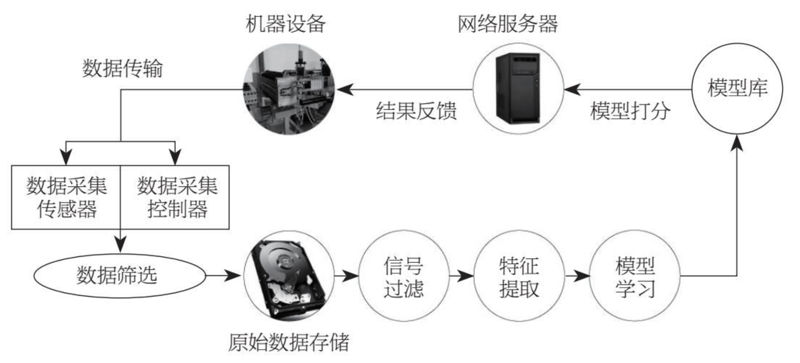 机器设备
网络服务器
数据传输
结果反馈
模型打分
模型库
数据采集
传感器
数据采集
控制器
数据筛选
原始数据存储
信号
过滤
特征
提取
模型
学习